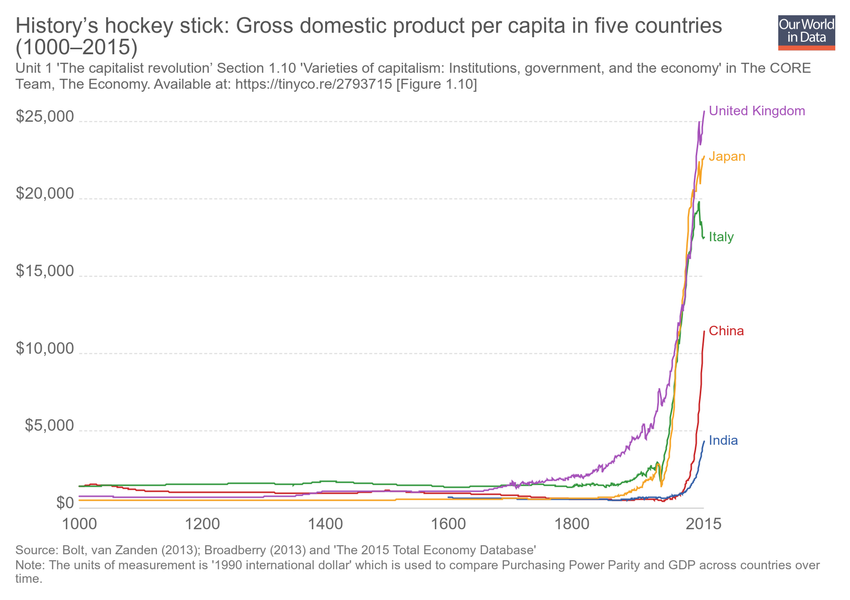 History's hockey stick: Gross domestic product per capita in five countries
(1000–2015)
Our World
in Data
Unit 1 'The capitalist revolution’ Section 1.10 'Varieties of capitalism: Institutions, government, and the economy' in The CORE
Team, The Economy. Available at: https://tinyco.re/2793715 [Figure 1.10]
$25,000
$20,000
$15,000
$10,000
$5,000
$0
United Kingdom
Japan
Italy
China
India
1000
1200
1400
1600
1800
2015
Source: Bolt, van Zanden (2013); Broadberry (2013) and 'The 2015 Total Economy Database'
Note: The units of measurement is '1990 international dollar' which is used to compare Purchasing Power Parity and GDP across countries over
time.